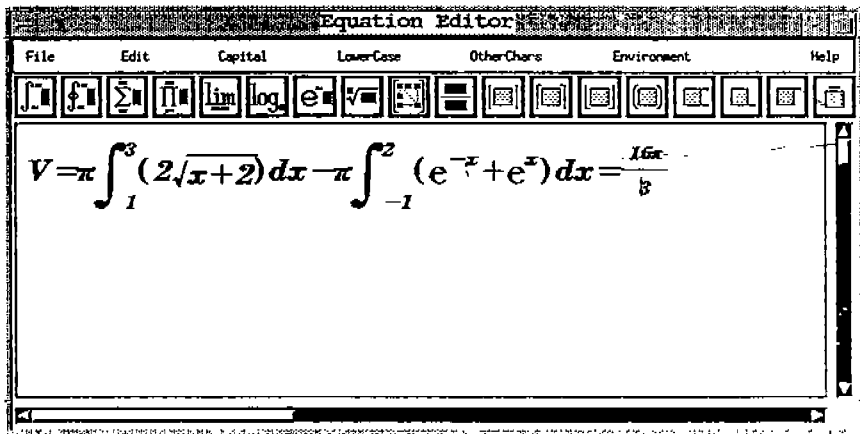 Equation Editor
File Edit Capital LowerCase OtherChars Environment Help
∫ ∮ Σ Π lim log e √
V=π∫₁³(2√(x+2))dx−π∫₋₁²(e⁻ˣ+eˣ)dx=16π/3